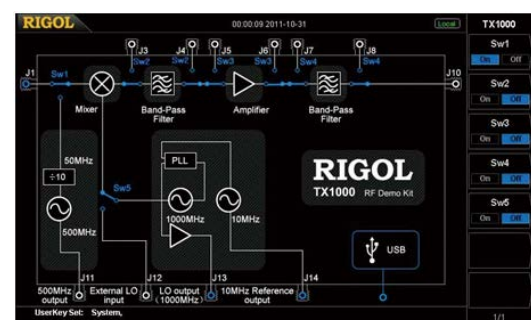 RIGOL
00:00:09 2011-10-31
Local
TX1000
J1
Sw1
J3
Sw2
J4
Sw2
J5
Sw3
J6
Sw3
J7
Sw4
J8
Sw4
J10
Mixer
Band-Pass
Filter
Amplifier
Band-Pass
Filter
50MHz
÷10
500MHz
Sw5
PLL
1000MHz
10MHz
RIGOL
TX1000 RF Demo Kit
USB
J11
J12
J13
J14
500MHz
output
External LO
input
LO output
(1000MHz)
10MHz Reference
output
UserKey Set: System,
Sw1
On Off
Sw2
On Off
Sw3
On Off
Sw4
On Off
Sw5
On Off
1/1